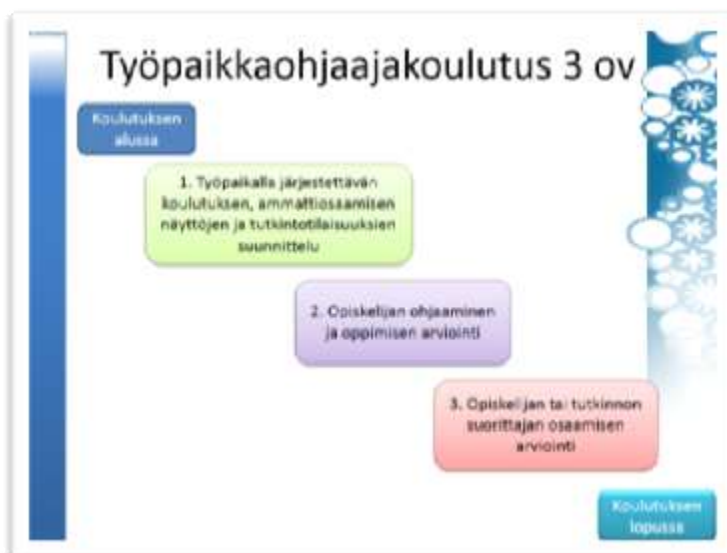 Työpaikkaohjaajakoulutus 3 ov
Koulutuksen
alussa
1. Työpaikalla järjestettävän
koulutuksen, ammattiosaamisen
näyttöjen ja tutkintotilaisuuksien
suunnittelu
2. Opiskelijan ohjaaminen
ja oppimisen arviointi
3. Opiskelijan tai tutkinnon
suorittajan osaamisen
arviointi
Koulutuksen
lopussa